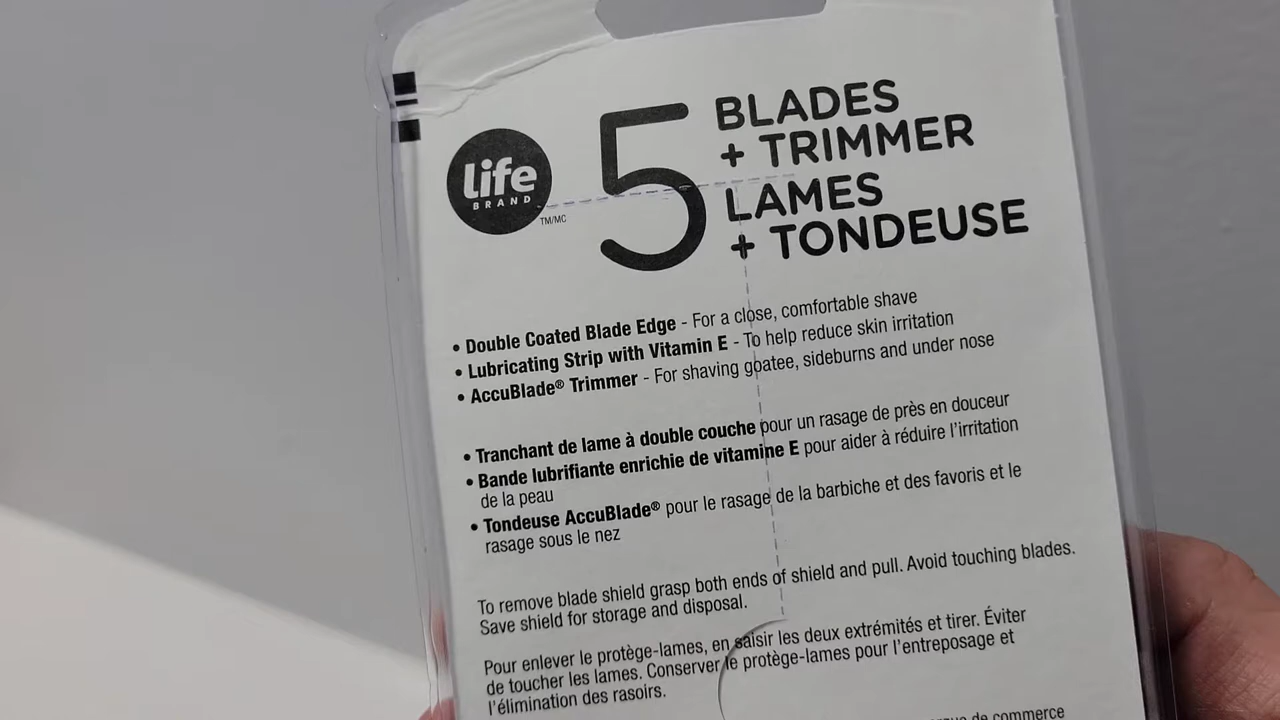 life
BRAND
TM/MC
5
BLADES
+ TRIMMER
LAMES
+ TONDEUSE
• Double Coated Blade Edge - For a close, comfortable shave
• Lubricating Strip with Vitamin E - To help reduce skin irritation
• AccuBlade® Trimmer - For shaving goatee, sideburns and under nose
• Tranchant de lame à double couche pour un rasage de près en douceur
• Bande lubrifiante enrichie de vitamine E pour aider à réduire l'irritation
de la peau
• Tondeuse AccuBlade® pour le rasage de la barbiche et des favoris et le
rasage sous le nez
To remove blade shield grasp both ends of shield and pull. Avoid touching blades.
Save shield for storage and disposal.
Pour enlever le protège-lames, en saisir les deux extrémités et tirer. Éviter
de toucher les lames. Conserver le protège-lames pour l'entreposage et
l'élimination des rasoirs.
de commerce